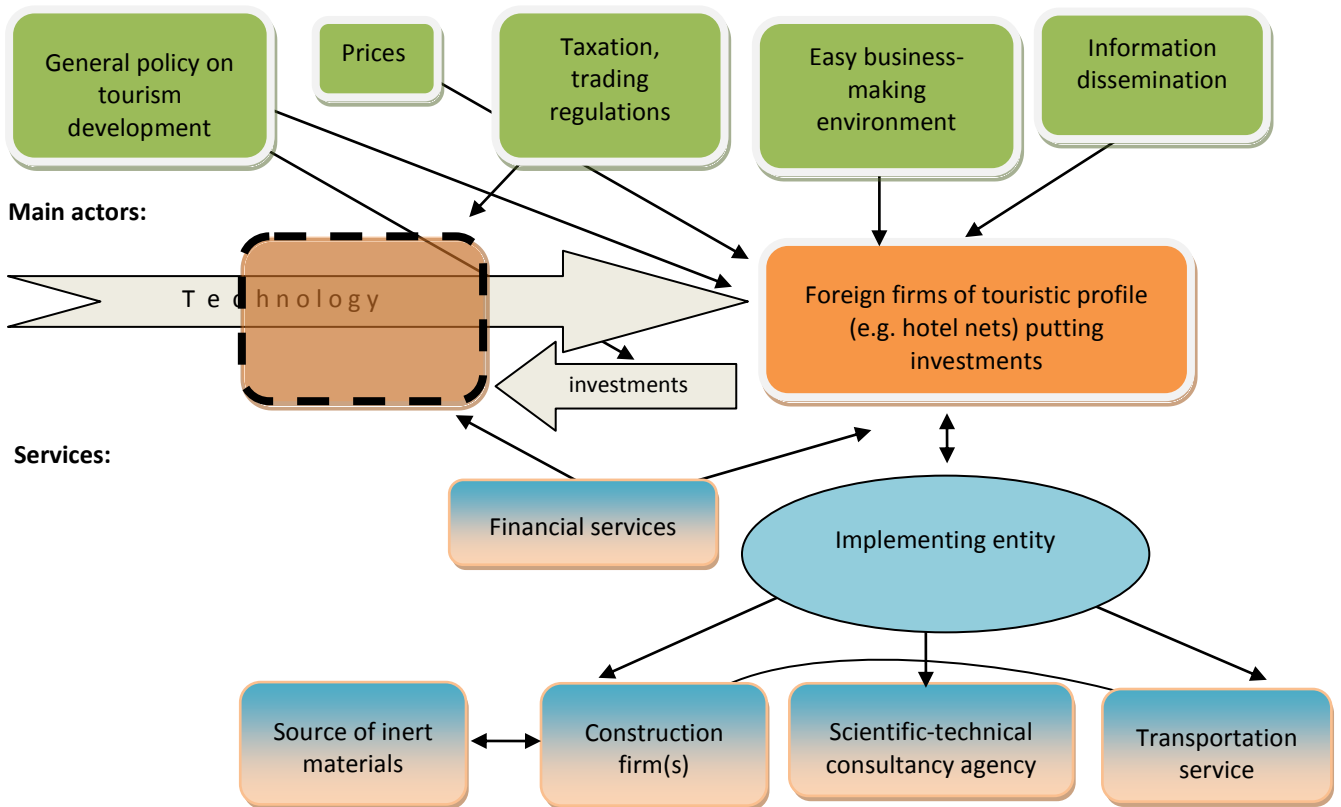 General policy on
tourism
development
Prices
Taxation,
trading
regulations
Easy business-
making
environment
Information
dissemination
Main actors:
Technology
Foreign firms of touristic profile
(e.g. hotel nets) putting
investments
investments
Services:
Financial services
Implementing entity
Source of inert
materials
Construction
firm(s)
Scientific-technical
consultancy agency
Transportation
service